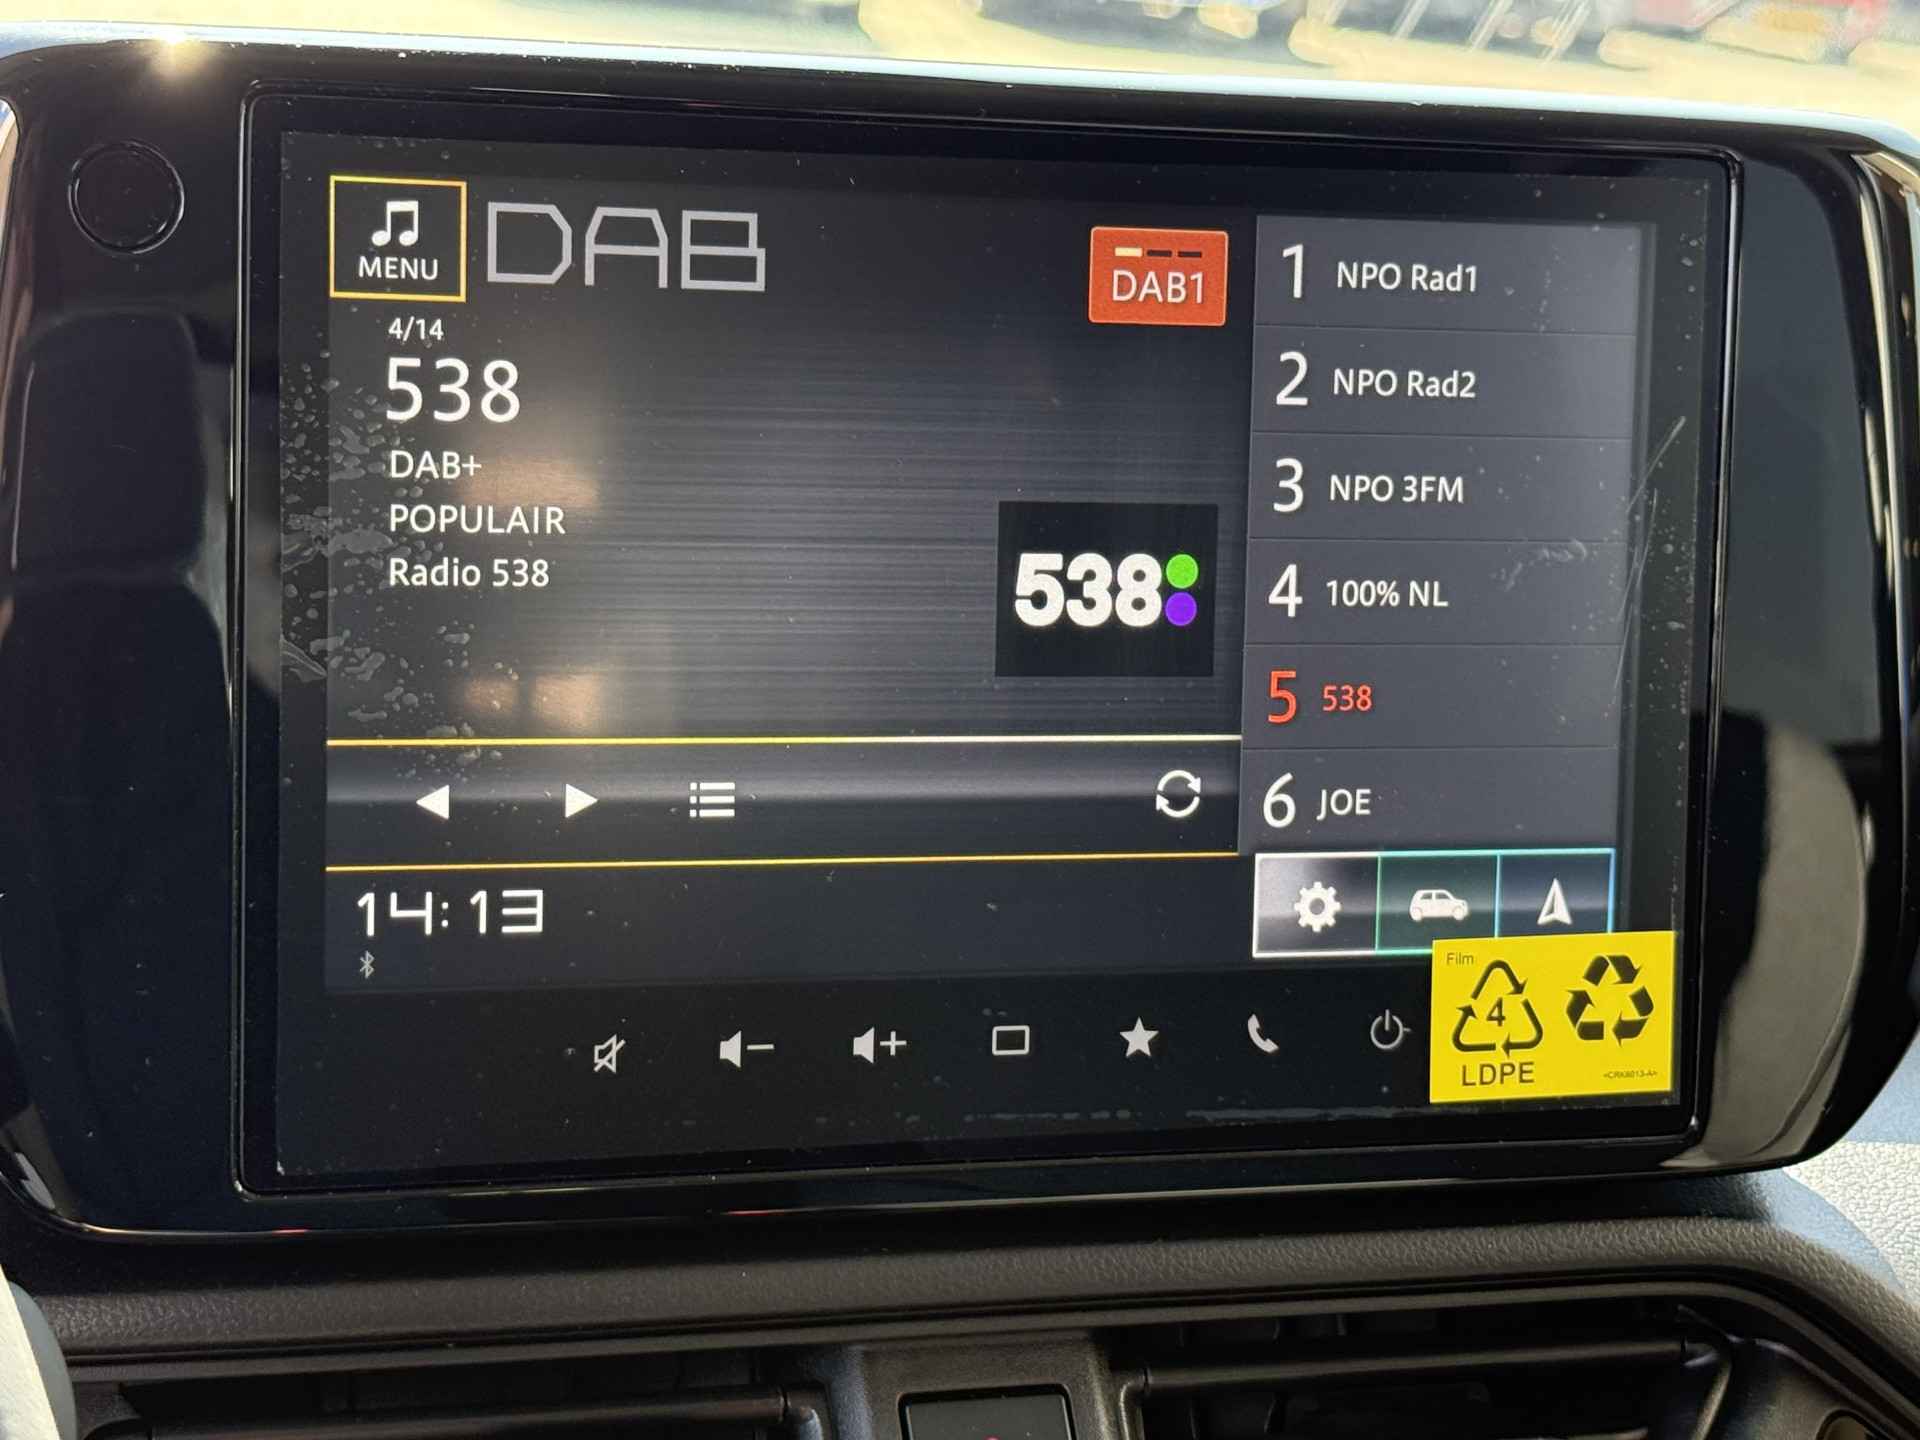 MENU
DAB
DAB1
4/14
538
DAB+
POPULAIR
Radio 538
538
1 NPO Rad1
2 NPO Rad2
3 NPO 3FM
4 100% NL
5 538
6 JOE
14:13
Film
4
LDPE